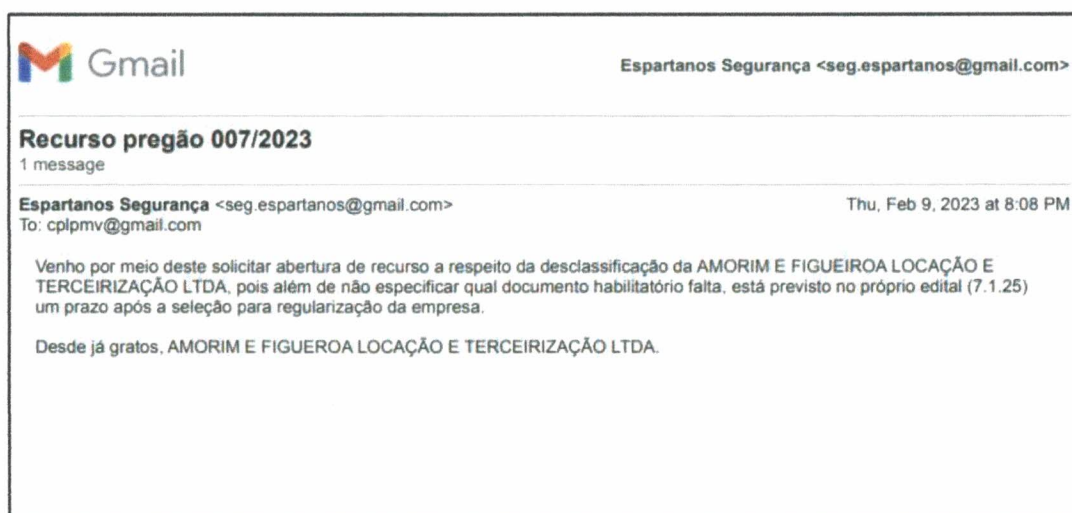 Gmail
Espartanos Segurança <seg.espartanos@gmail.com>
Recurso pregão 007/2023
1 message
Espartanos Segurança <seg.espartanos@gmail.com>
Thu, Feb 9, 2023 at 8:08 PM
To: cplpmv@gmail.com
Venho por meio deste solicitar abertura de recurso a respeito da desclassificação da AMORIM E FIGUEIROA LOCAÇÃO E
TERCEIRIZAÇÃO LTDA, pois além de não especificar qual documento habilitatório falta, está previsto no próprio edital (7.1.25)
um prazo após a seleção para regularização da empresa.
Desde já gratos, AMORIM E FIGUEROA LOCAÇÃO E TERCEIRIZAÇÃO LTDA.